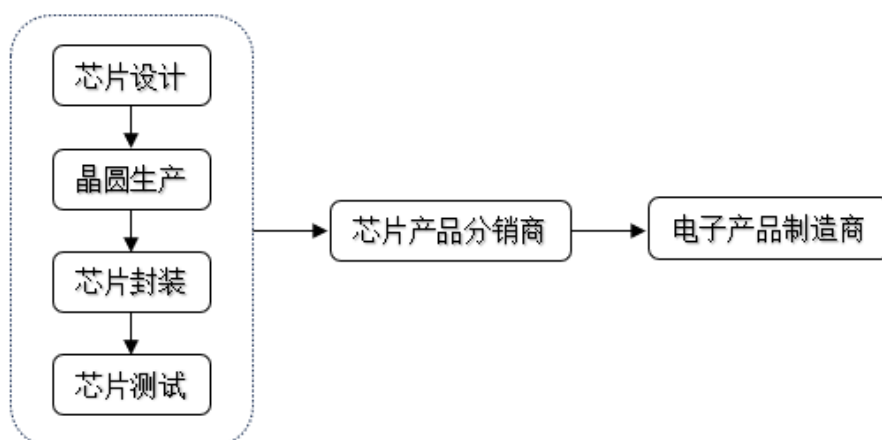 芯片设计
晶圆生产
芯片封装
芯片测试
芯片产品分销商
电子产品制造商